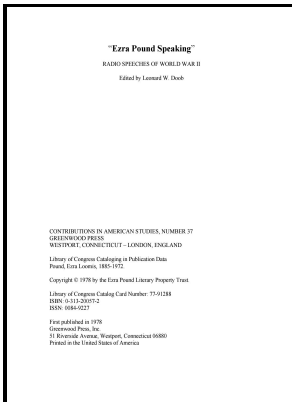 "Ezra Pound Speaking"
RADIO SPEECHES OF WORLD WAR II
Edited by Leonard W. Doob
CONTRIBUTIONS IN AMERICAN STUDIES, NUMBER 37
GREENWOOD PRESS
WESTPORT, CONNECTICUT – LONDON, ENGLAND
Library of Congress Cataloging in Publication Data
Pound, Ezra Loomis, 1885-1972.
Copyright © 1978 by the Ezra Pound Literary Property Trust
Library of Congress Catalog Card Number: 77-91288
ISBN: 0-313-20057-2
ISSN: 0084-9227
First published in 1978
Greenwood Press, Inc.
51 Riverside Avenue, Westport, Connecticut 06880
Printed in the United States of America